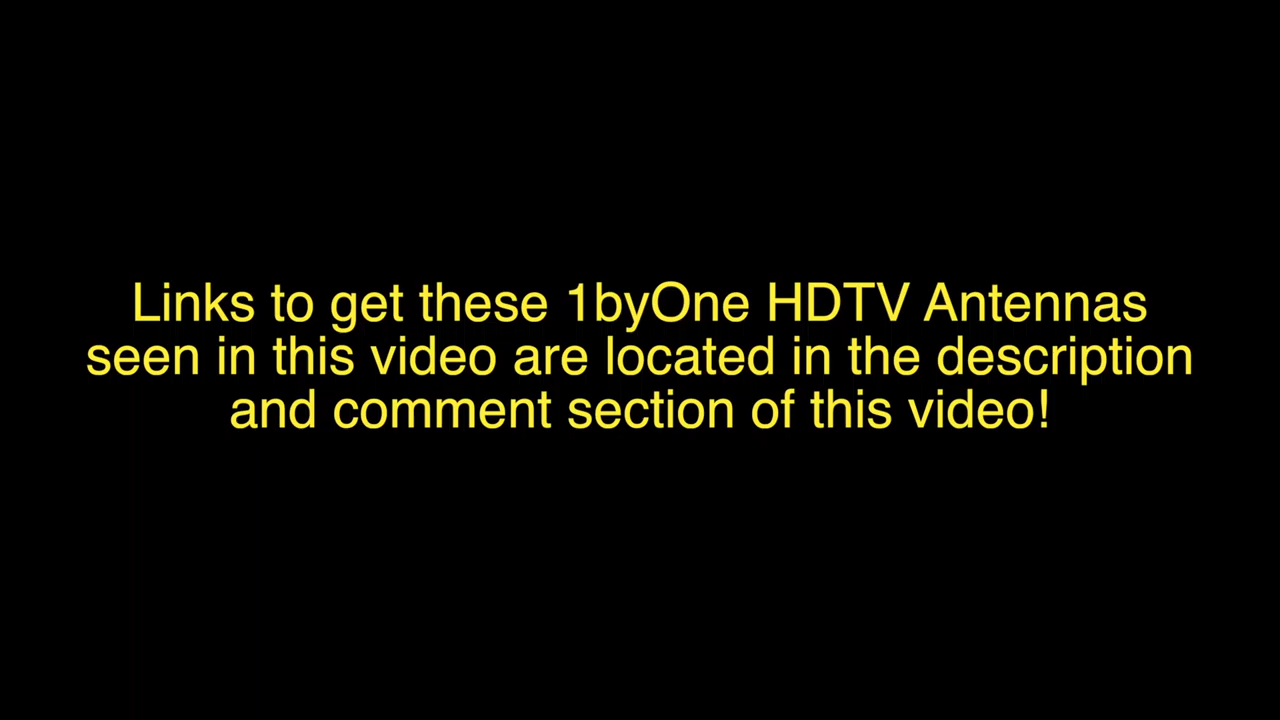 Links to get these 1byOne HDTV Antennas
seen in this video are located in the description
and comment section of this video!